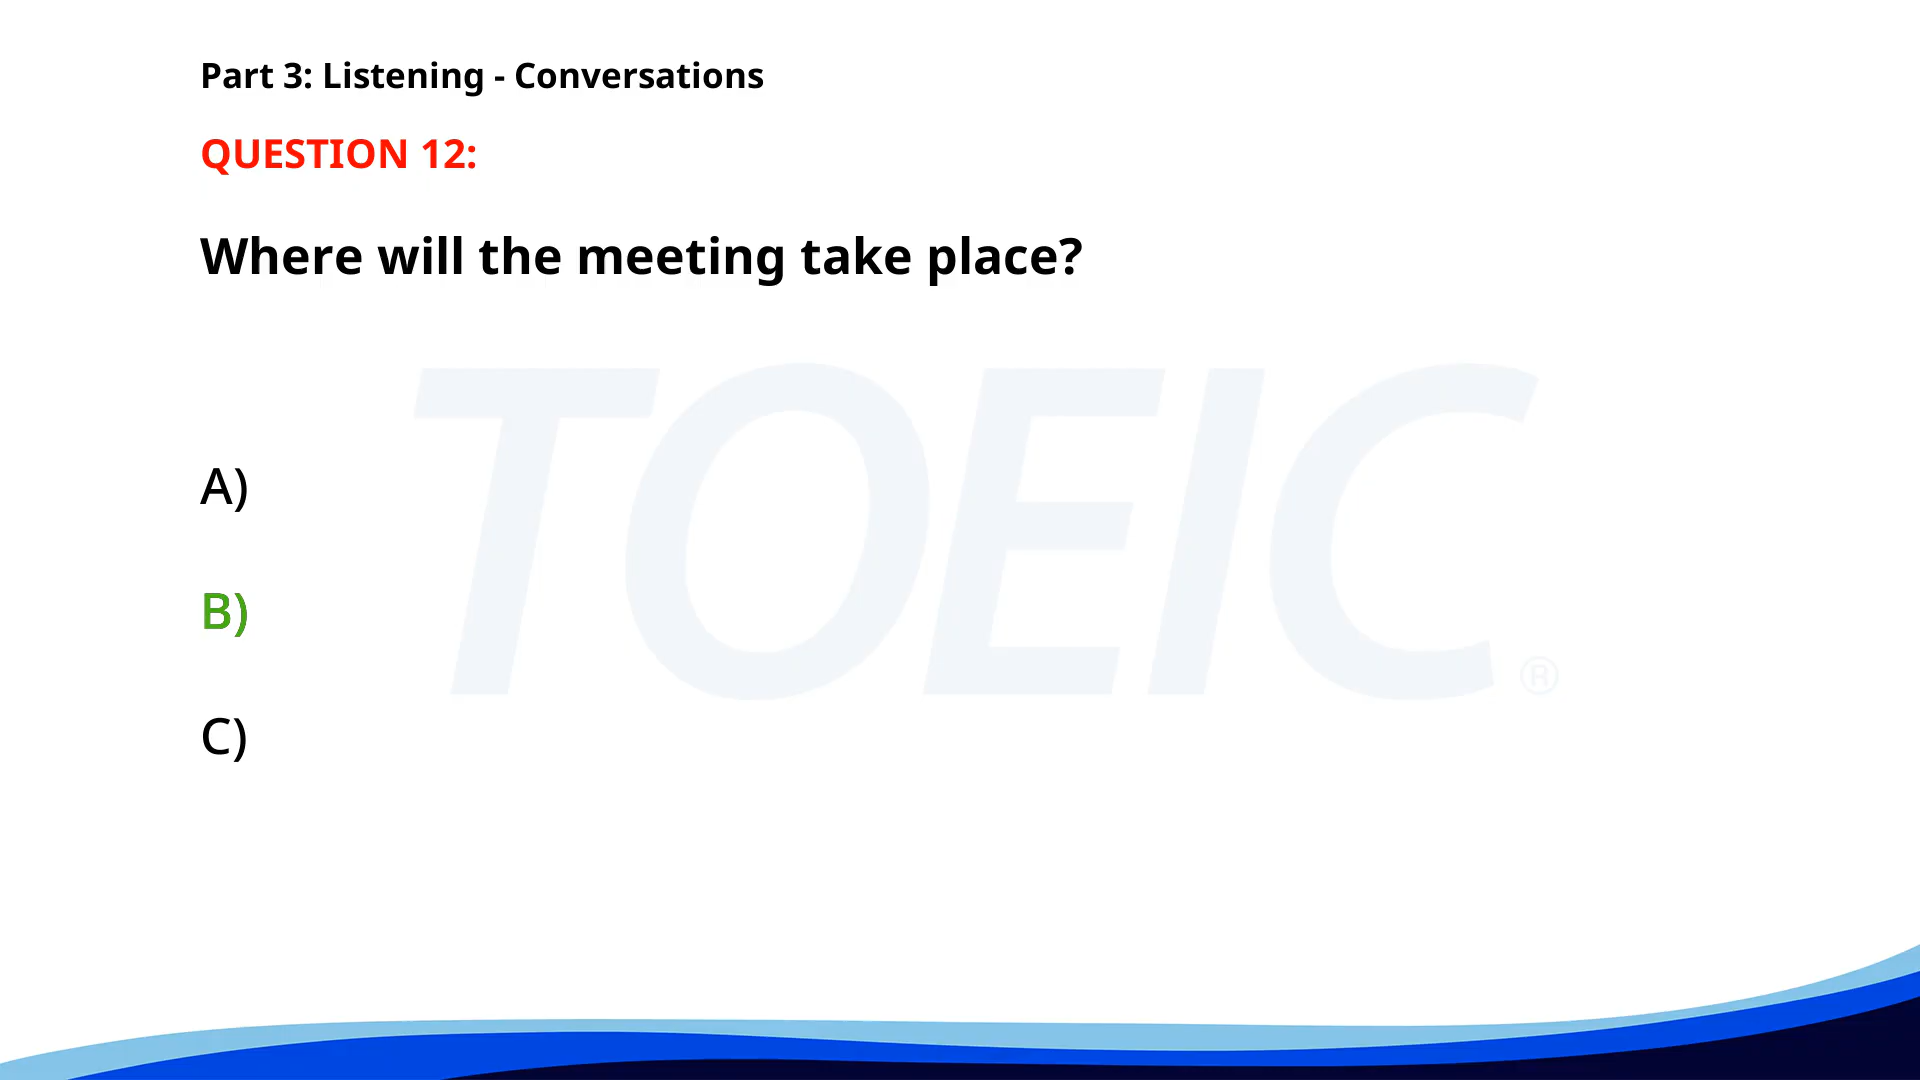 Part 3: Listening - Conversations
QUESTION 12:
Where will the meeting take place?
TOEIC®
A)
B)
C)